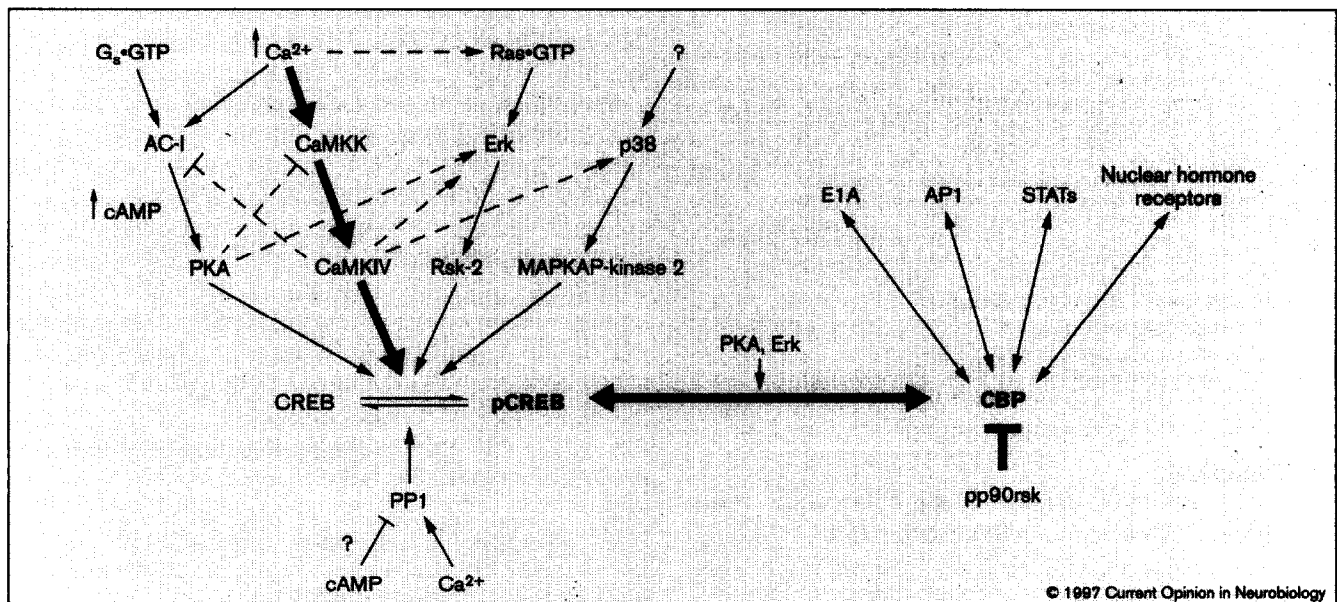 Gs•GTP
↑ Ca2+
Ras•GTP
?
AC-I
CaMKK
Erk
p38
↑ cAMP
PKA
CaMKIV
Rsk-2
MAPKAP-kinase 2
E1A
AP1
STATs
Nuclear hormone
receptors
PKA, Erk
CREB
pCREB
CBP
PP1
pp90rsk
?
cAMP
Ca2+
© 1997 Current Opinion in Neurobiology